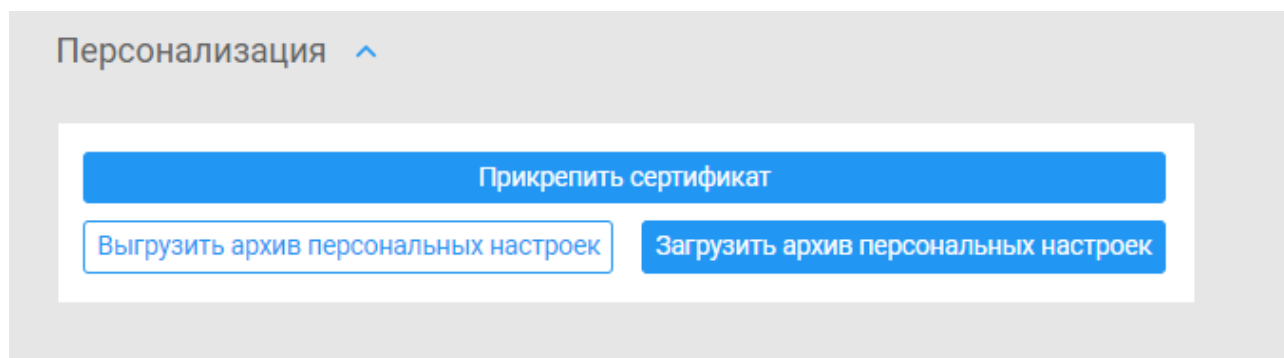 Персонализация
Прикрепить сертификат
Выгрузить архив персональных настроек
Загрузить архив персональных настроек